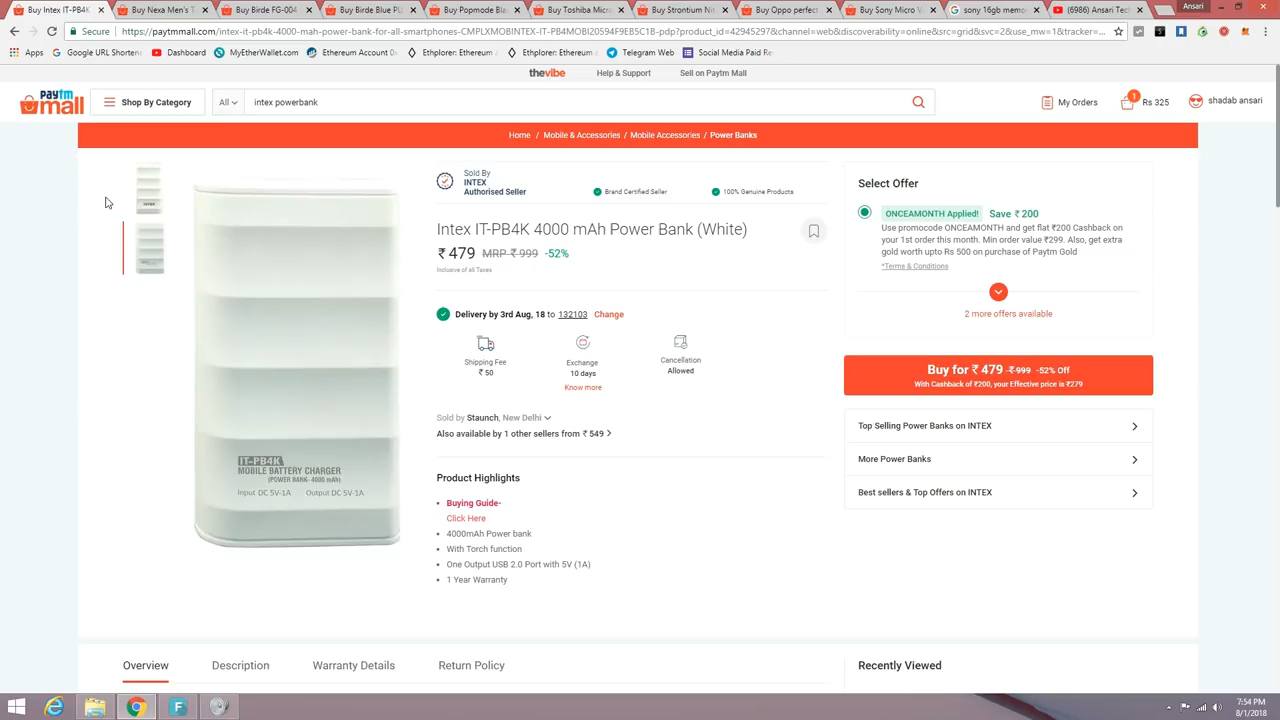 Buy Intex IT-PB4K
Buy Nexa Men's T
Buy Birde FG-004
Buy Birde Blue PU
Buy Popmode Blac
Buy Toshiba Micro
Buy Strontium Nitr
Buy Oppo perfect
Buy Sony Micro V
sony 16gb memor
(6986) Ansari Tec
Ansari
Secure
https://paytmmall.com/intex-it-pb4k-4000-mah-power-bank-for-all-smartphones-CMPLXMOBINTEX-IT-PB4MOBI20594F9EB5C1B-pdp?product_id=42945297&channel=web&discoverability=online&src=grid&svc=2&use_mw=1&tracker=...
Apps
Google URL Shortene
Dashboard
MyEtherWallet.com
Ethereum Account
Ethplorer: Ethereum
Ethplorer: Ethereum
Telegram Web
Social Media Paid Re
thevibe
Help & Support
Sell on Paytm Mall
paytm
mall
Shop By Category
All
intex powerbank
My Orders
1
Rs 325
shadab ansari
Home / Mobile & Accessories / Mobile Accessories / Power Banks
Sold By
INTEX
Authorised Seller
Brand Certified Seller
100% Genuine Products
Intex IT-PB4K 4000 mAh Power Bank (White)
₹ 479 MRP ₹ 999 -52%
Inclusive of all Taxes
Delivery by 3rd Aug, 18 to 132103 Change
Shipping Fee
₹ 50
Exchange
10 days
Know more
Cancellation
Allowed
Sold by Staunch, New Delhi
Also available by 1 other sellers from ₹ 549
IT-PB4K
MOBILE BATTERY CHARGER
(POWER BANK- 4000 mAh)
Input DC 5V-1A Output DC 5V-1A
Product Highlights
Buying Guide-
Click Here
4000mAh Power bank
With Torch function
One Output USB 2.0 Port with 5V (1A)
1 Year Warranty
Select Offer
ONCEAMONTH Applied! Save ₹ 200
Use promocode ONCEAMONTH and get flat ₹200 Cashback on
your 1st order this month. Min order value ₹299. Also, get extra
gold worth upto Rs 500 on purchase of Paytm Gold
*Terms & Conditions
2 more offers available
Buy for ₹ 479 ₹ 999 -52% Off
With Cashback of ₹200, your Effective price is ₹279
Top Selling Power Banks on INTEX
More Power Banks
Best sellers & Top Offers on INTEX
Overview
Description
Warranty Details
Return Policy
Recently Viewed
7:54 PM
8/1/2018